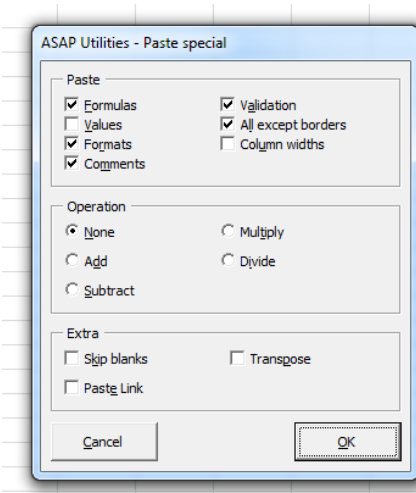 ASAP Utilities - Paste special
Paste
Formulas
Validation
Values
All except borders
Formats
Column widths
Comments
Operation
None
Multiply
Add
Divide
Subtract
Extra
Skip blanks
Transpose
Paste Link
Cancel
OK